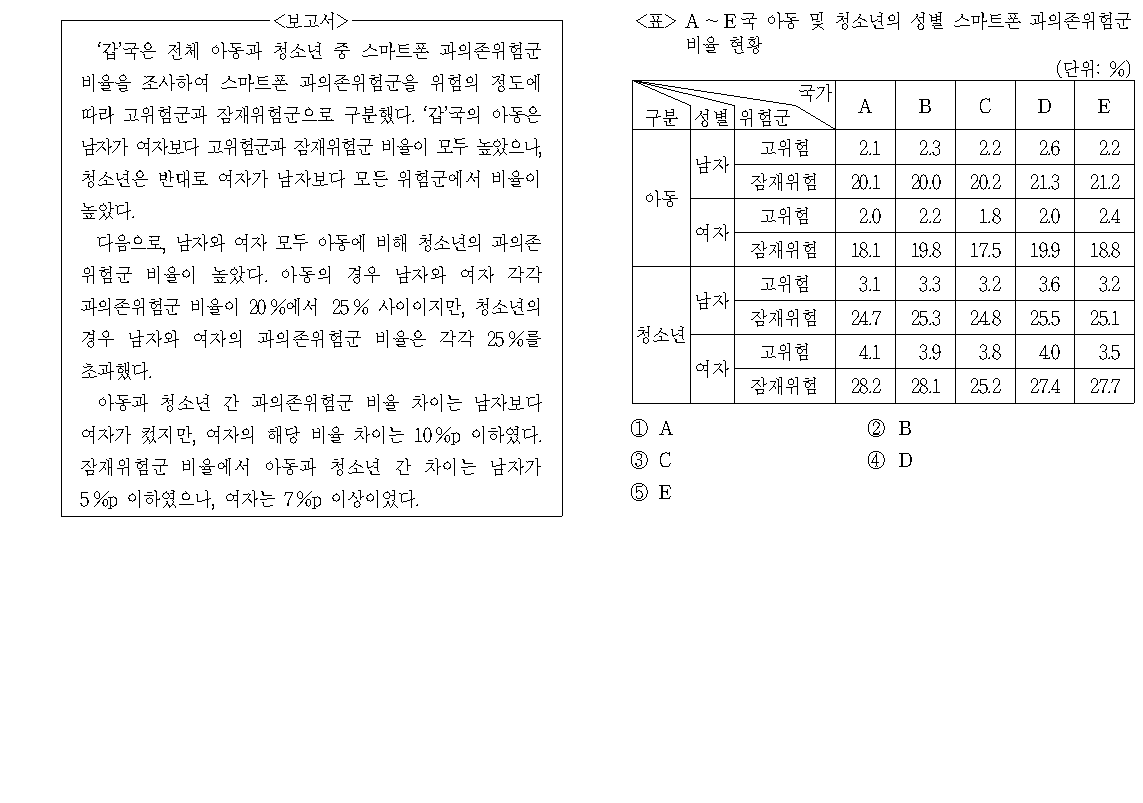 <보고서>
‘갑’국은 전체 아동과 청소년 중 스마트폰 과의존위험군
비율을 조사하여 스마트폰 과의존위험군을 위험의 정도에
따라 고위험군과 잠재위험군으로 구분했다. ‘갑’국의 아동은
남자가 여자보다 고위험군과 잠재위험군 비율이 모두 높았으나,
청소년은 반대로 여자가 남자보다 모든 위험군에서 비율이
높았다.
다음으로, 남자와 여자 모두 아동에 비해 청소년의 과의존
위험군 비율이 높았다. 아동의 경우 남자와 여자 각각
과의존위험군 비율이 20%에서 25% 사이이지만, 청소년의
경우 남자와 여자의 과의존위험군 비율은 각각 25%를
초과했다.
아동과 청소년 간 과의존위험군 비율 차이는 남자보다
여자가 컸지만, 여자의 해당 비율 차이는 10%p 이하였다.
잠재위험군 비율에서 아동과 청소년 간 차이는 남자가
5%p 이하였으나, 여자는 7%p 이상이었다.
<표> A ~ E국 아동 및 청소년의 성별 스마트폰 과의존위험군
비율 현황
(단위: %)
구분 성별 위험군 국가 A B C D E
아동 남자 고위험 2.1 2.3 2.2 2.6 2.2
잠재위험 20.1 20.0 20.2 21.3 21.2
여자 고위험 2.0 2.2 1.8 2.0 2.4
잠재위험 18.1 19.8 17.5 19.9 18.8
청소년 남자 고위험 3.1 3.3 3.2 3.6 3.2
잠재위험 24.7 25.3 24.8 25.5 25.1
여자 고위험 4.1 3.9 3.8 4.0 3.5
잠재위험 28.2 28.1 25.2 27.4 27.7
① A ② B
③ C ④ D
⑤ E